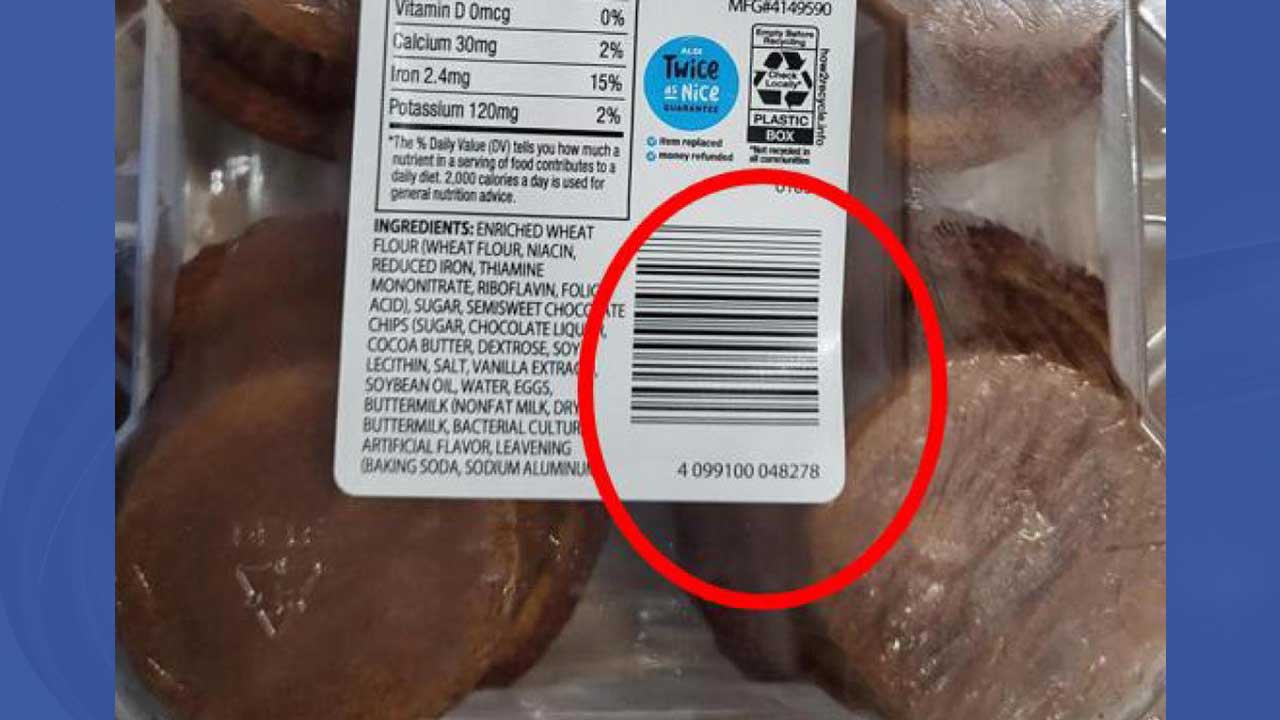 Vitamin D 0mcg 0%
Calcium 30mg 2%
Iron 2.4mg 15%
Potassium 120mg 2%
*The % Daily Value (DV) tells you how much a
nutrient in a serving of food contributes to a
daily diet. 2,000 calories a day is used for
general nutrition advice.
INGREDIENTS: ENRICHED WHEAT
FLOUR (WHEAT FLOUR, NIACIN,
REDUCED IRON, THIAMINE
MONONITRATE, RIBOFLAVIN, FOLIC
ACID), SUGAR, SEMISWEET CHOCOLATE
CHIPS (SUGAR, CHOCOLATE LIQUOR,
COCOA BUTTER, DEXTROSE, SOY
LECITHIN, SALT, VANILLA EXTRACT
SOYBEAN OIL, WATER, EGGS,
BUTTERMILK (NONFAT MILK, DRY
BUTTERMILK, BACTERIAL
ARTIFICIAL FLAVOR, LEAVENING
(BAKING SODA, SODIUM
MFG#4149590
ALDI
Twice
as Nice
GUARANTEE
item replaced
money refunded
Empty Before
Recycling
Check
Locally*
PLASTIC
BOX
*Not recycled in
all communities
how2recycle.info
4 099100 048278